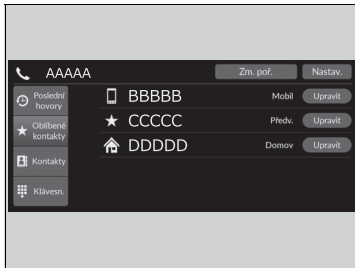 AAAAA Zm. poř. Nastav.
Poslední
hovory
BBBBB Mobil Upravit
Oblíbené
kontakty
CCCCC Předv. Upravit
DDDDD Domov Upravit
Kontakty
Klávesn.